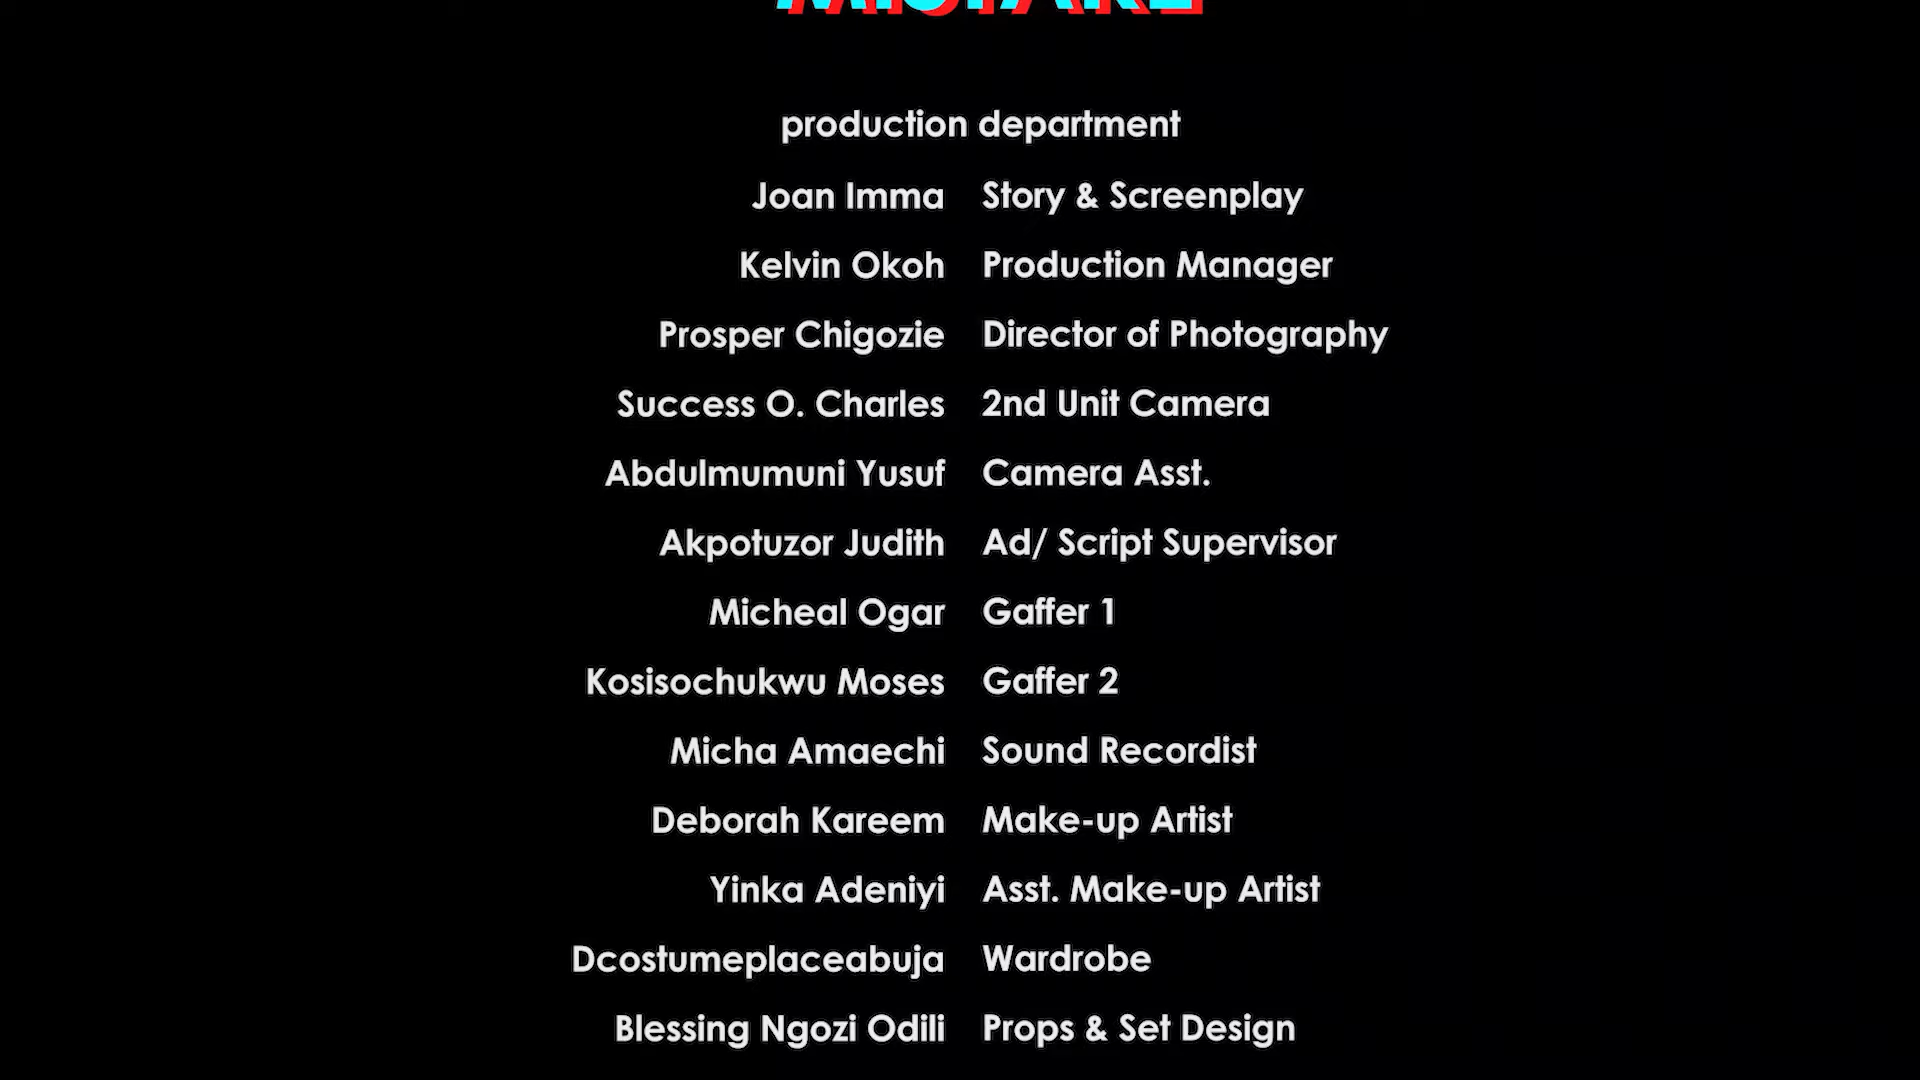 MISTAKE
production department
Joan Imma Story & Screenplay
Kelvin Okoh Production Manager
Prosper Chigozie Director of Photography
Success O. Charles 2nd Unit Camera
Abdulmumuni Yusuf Camera Asst.
Akpotuzor Judith Ad/ Script Supervisor
Micheal Ogar Gaffer 1
Kosisochukwu Moses Gaffer 2
Micha Amaechi Sound Recordist
Deborah Kareem Make-up Artist
Yinka Adeniyi Asst. Make-up Artist
Dcostumeplaceabuja Wardrobe
Blessing Ngozi Odili Props & Set Design